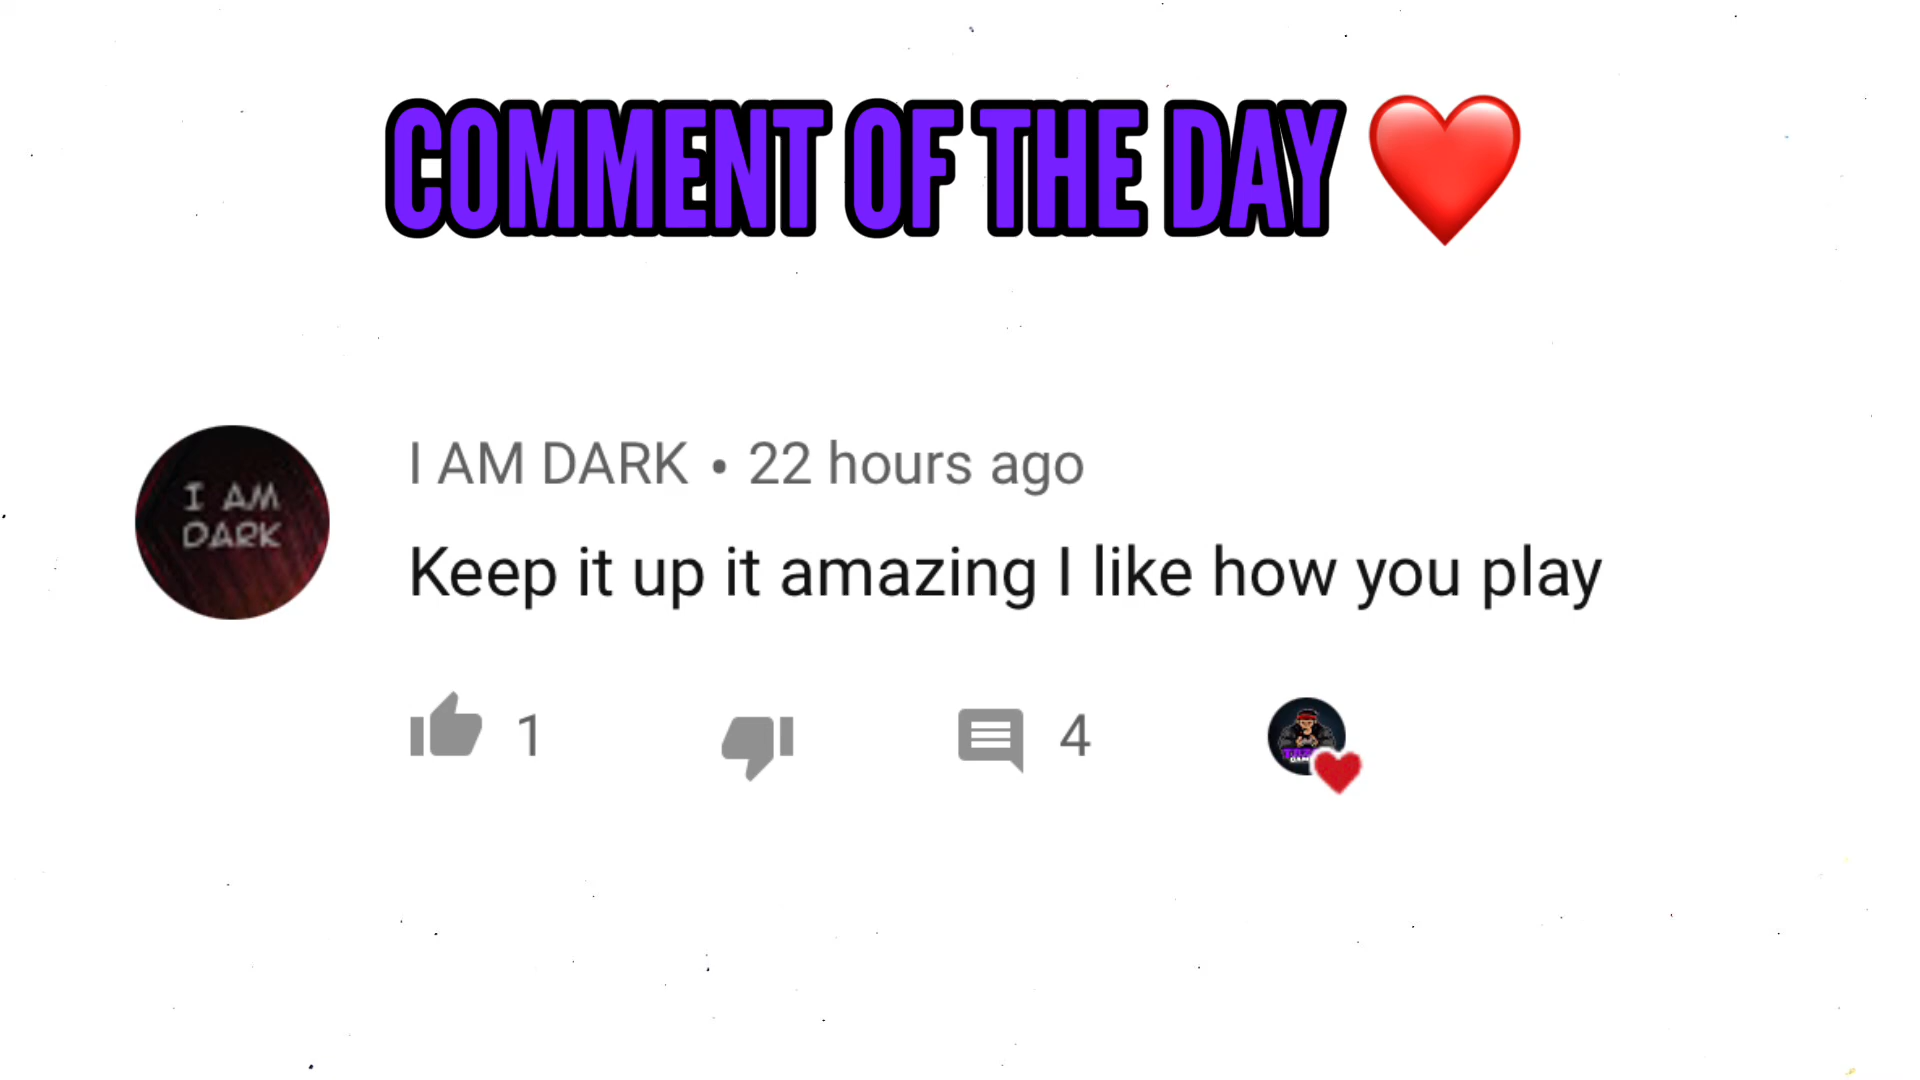 COMMENT OF THE DAY ❤️
I AM DARK • 22 hours ago
I AM
DARK
Keep it up it amazing I like how you play
1
4